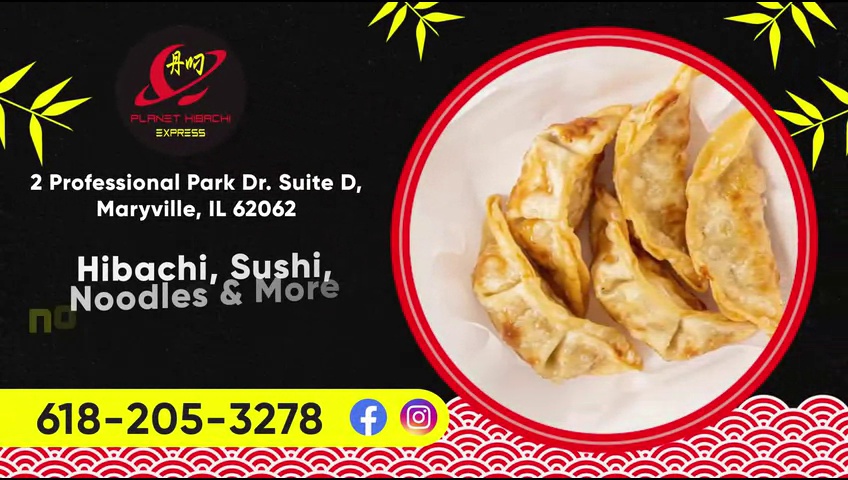 丹叼
PLANET HIBACHI
EXPRESS
2 Professional Park Dr. Suite D,
Maryville, IL 62062
Hibachi, Sushi,
Noodles & More
no
618-205-3278